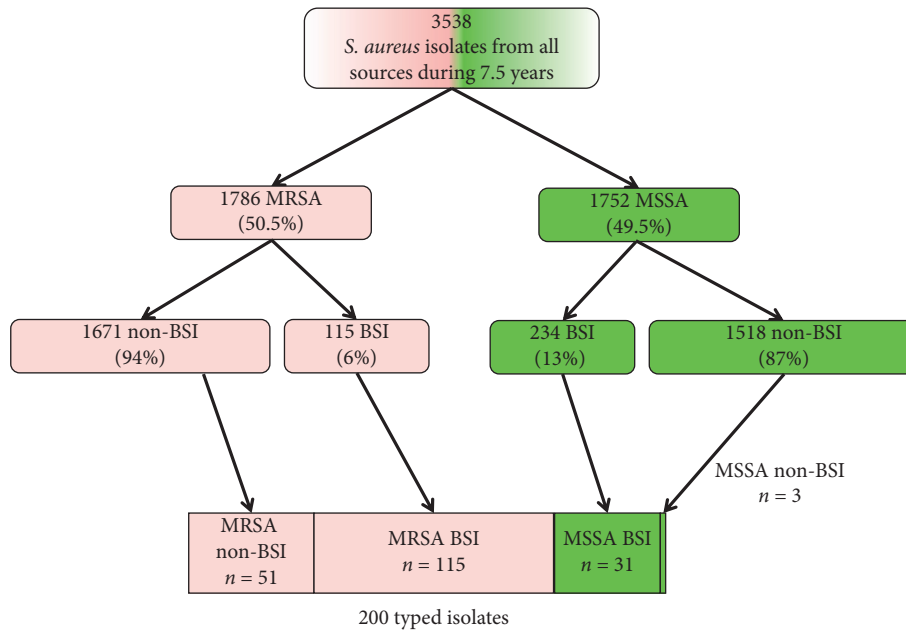 3538
S. aureus isolates from all
sources during 7.5 years
1786 MRSA
(50.5%)
1752 MSSA
(49.5%)
1671 non-BSI
(94%)
115 BSI
(6%)
234 BSI
(13%)
1518 non-BSI
(87%)
MSSA non-BSI
n = 3
MRSA
non-BSI
n = 51
MRSA BSI
n = 115
MSSA BSI
n = 31
200 typed isolates